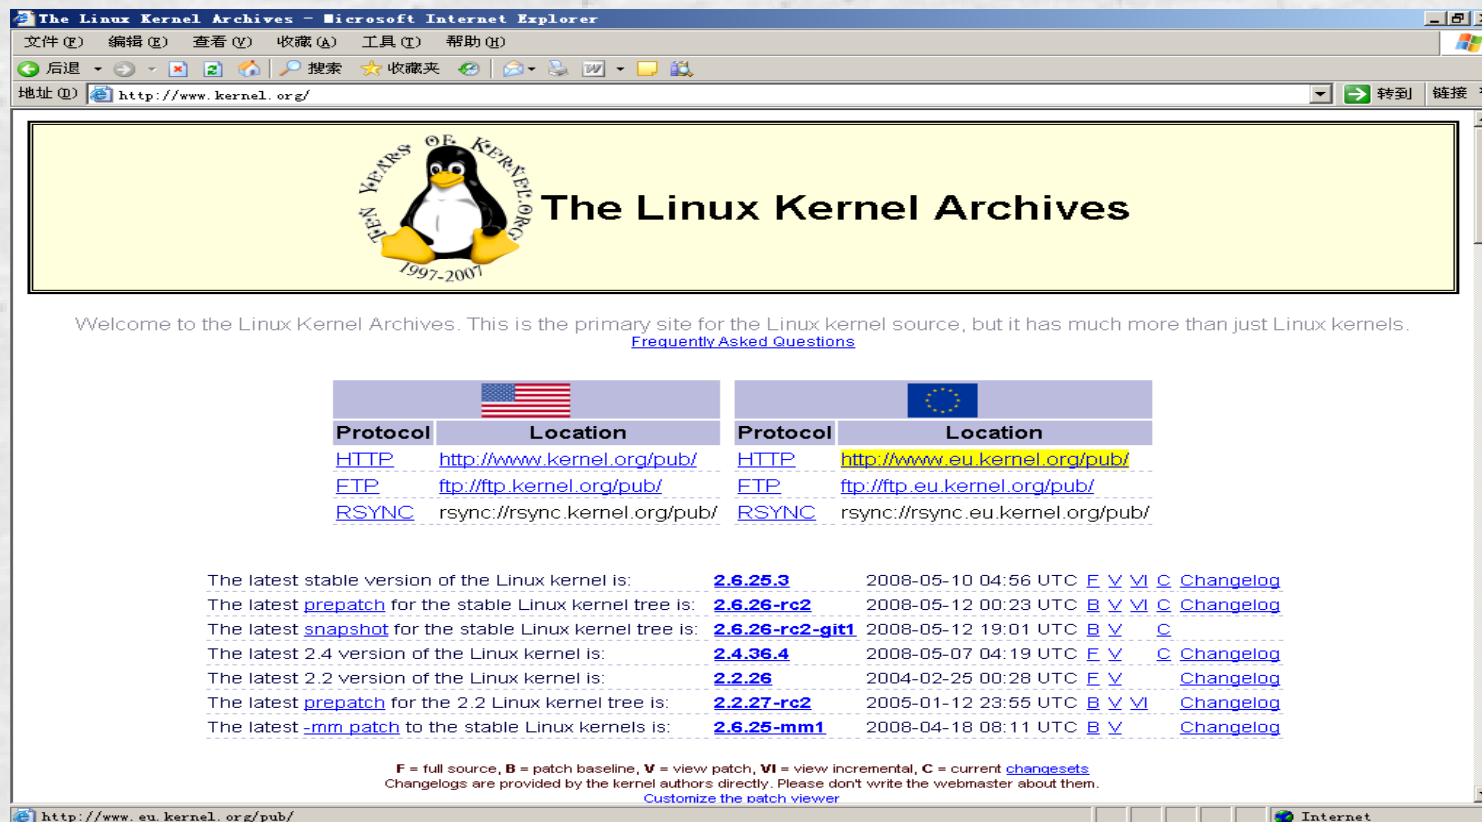 The Linux Kernel Archives - Microsoft Internet Explorer
文件(F) 编辑(E) 查看(V) 收藏(A) 工具(T) 帮助(H)
后退 搜索 收藏夹
地址(D) http://www.kernel.org/ 转到 链接
TEN YEARS OF KERNEL.ORG
1997-2007
The Linux Kernel Archives
Welcome to the Linux Kernel Archives. This is the primary site for the Linux kernel source, but it has much more than just Linux kernels.
Frequently Asked Questions
Protocol Location Protocol Location
HTTP http://www.kernel.org/pub/ HTTP http://www.eu.kernel.org/pub/
FTP ftp://ftp.kernel.org/pub/ FTP ftp://ftp.eu.kernel.org/pub/
RSYNC rsync://rsync.kernel.org/pub/ RSYNC rsync://rsync.eu.kernel.org/pub/
The latest stable version of the Linux kernel is: 2.6.25.3 2008-05-10 04:56 UTC F V VI C Changelog
The latest prepatch for the stable Linux kernel tree is: 2.6.26-rc2 2008-05-12 00:23 UTC B V VI C Changelog
The latest snapshot for the stable Linux kernel tree is: 2.6.26-rc2-git1 2008-05-12 19:01 UTC B V C
The latest 2.4 version of the Linux kernel is: 2.4.36.4 2008-05-07 04:19 UTC F V C Changelog
The latest 2.2 version of the Linux kernel is: 2.2.26 2004-02-25 00:28 UTC F V Changelog
The latest prepatch for the 2.2 Linux kernel tree is: 2.2.27-rc2 2005-01-12 23:55 UTC B V VI Changelog
The latest -mm patch to the stable Linux kernels is: 2.6.25-mm1 2008-04-18 08:11 UTC B V Changelog
F = full source, B = patch baseline, V = view patch, VI = view incremental, C = current changesets
Changelogs are provided by the kernel authors directly. Please don't write the webmaster about them.
Customize the patch viewer
http://www.eu.kernel.org/pub/ Internet